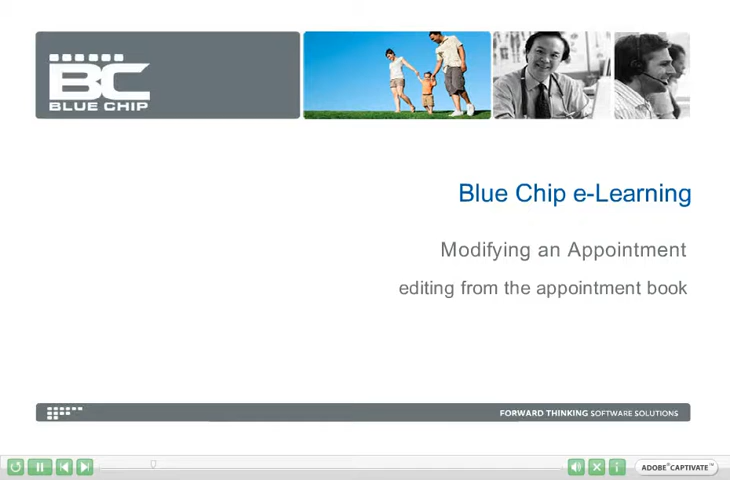 BC
BLUE CHIP
Blue Chip e-Learning
Modifying an Appointment
editing from the appointment book
FORWARD THINKING SOFTWARE SOLUTIONS
ADOBE® CAPTIVATE™